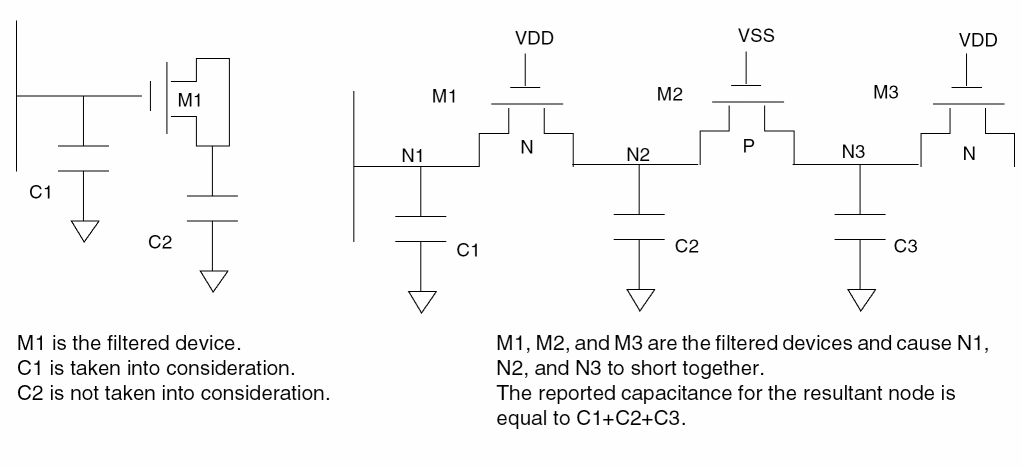 M1
C1
C2
M1 is the filtered device.
C1 is taken into consideration.
C2 is not taken into consideration.
VDD
VSS
VDD
M1
M2
M3
N
P
N
N1
N2
N3
C1
C2
C3
M1, M2, and M3 are the filtered devices and cause N1,
N2, and N3 to short together.
The reported capacitance for the resultant node is
equal to C1+C2+C3.